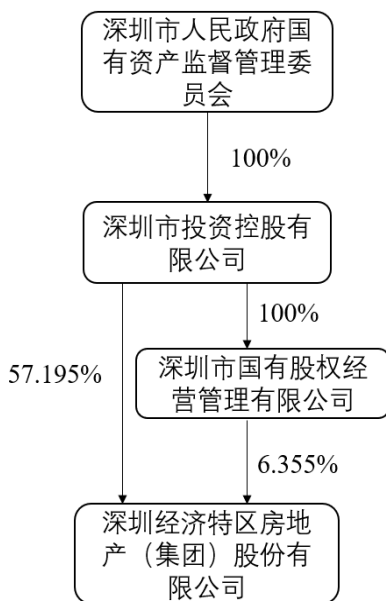 深圳市人民政府国
有资产监督管理委
员会
100%
深圳市投资控股有
限公司
100%
57.195%
深圳市国有股权经
营管理有限公司
6.355%
深圳经济特区房地
产（集团）股份有
限公司